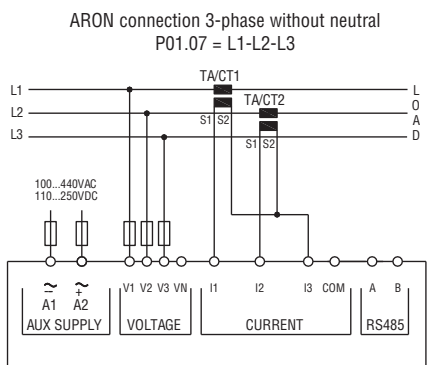 ARON connection 3-phase without neutral
P01.07 = L1-L2-L3
TA/CT1
L1
L
L2
TA/CT2
O
S1 S2
A
L3
D
S1 S2
100...440VAC
110...250VDC
~ ~
− +
A1 A2
V1 V2 V3 VN
I1 I2 I3 COM
A B
AUX SUPPLY
VOLTAGE
CURRENT
RS485